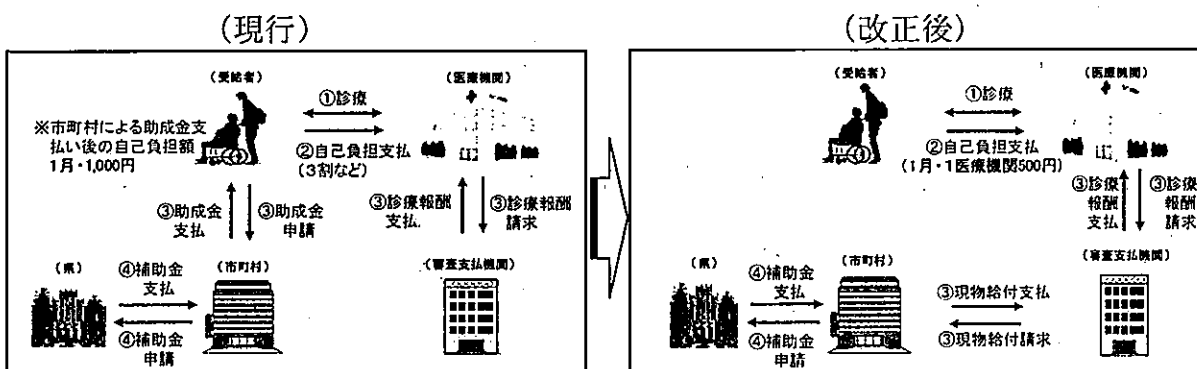 (現行)
(受給者)
(医療機関)
①診療
※市町村による助成金支
払い後の自己負担額
1月・1,000円
②自己負担支払
(3割など)
③助成金
支払
③助成金
申請
③診療報酬
支払
③診療報酬
請求
(県)
④補助金
支払
④補助金
申請
(市町村)
(審査支払機関)
(改正後)
(受給者)
(医療機関)
①診療
②自己負担支払
(1月・1医療機関500円)
③診療
報酬
支払
③診療
報酬
請求
(県)
④補助金
支払
④補助金
申請
(市町村)
③現物給付支払
③現物給付請求
(審査支払機関)